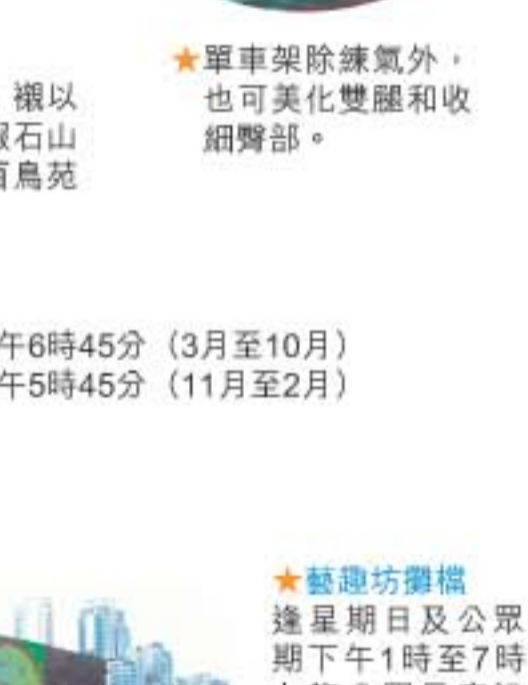 ★單車架除練氣外，
也可美化雙腿和收
細臀部。
襯以
石山
百鳥苑
午6時45分（3月至10月）
午5時45分（11月至2月）
★藝趣坊攤檔
逢星期日及公眾
期下午1時至7時